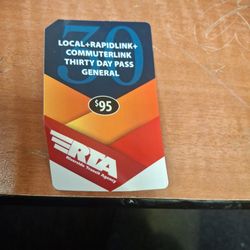 30
LOCAL+RAPIDLINK+
COMMUTERLINK
THIRTY DAY PASS
GENERAL
$95
RTA
Riverside Transit Agency